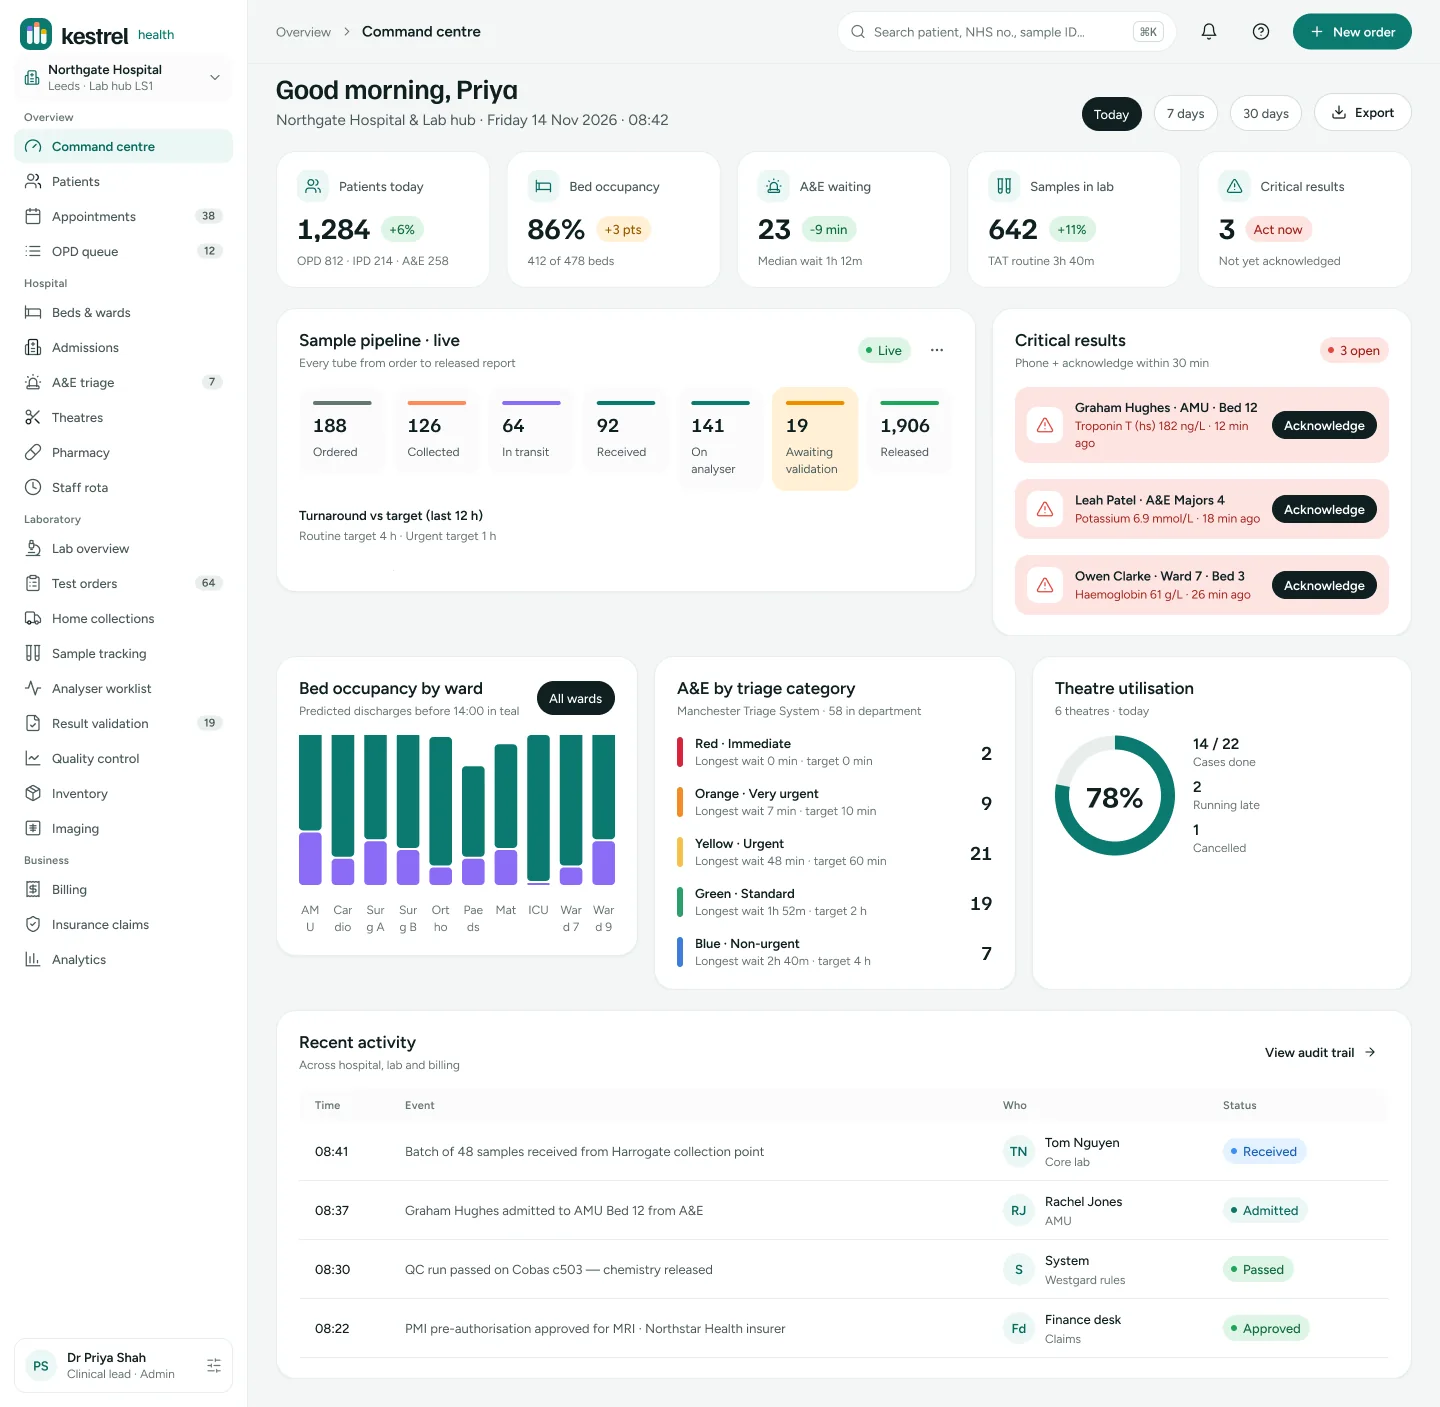 kestrel health
Northgate Hospital
Leeds · Lab hub LS1
Overview
Command centre
Patients
Appointments 38
OPD queue 12
Hospital
Beds & wards
Admissions
A&E triage 7
Theatres
Pharmacy
Staff rota
Laboratory
Lab overview
Test orders 64
Home collections
Sample tracking
Analyser worklist
Result validation 19
Quality control
Inventory
Imaging
Business
Billing
Insurance claims
Analytics
PS
Dr Priya Shah
Clinical lead · Admin
Overview > Command centre
Search patient, NHS no., sample ID... ⌘K
+ New order
Good morning, Priya
Northgate Hospital & Lab hub · Friday 14 Nov 2026 · 08:42
Today 7 days 30 days Export
Patients today
1,284 +6%
OPD 812 · IPD 214 · A&E 258
Bed occupancy
86% +3 pts
412 of 478 beds
A&E waiting
23 -9 min
Median wait 1h 12m
Samples in lab
642 +11%
TAT routine 3h 40m
Critical results
3 Act now
Not yet acknowledged
Sample pipeline · live
Every tube from order to released report
Live
188
Ordered
126
Collected
64
In transit
92
Received
141
On
analyser
19
Awaiting
validation
1,906
Released
Turnaround vs target (last 12 h)
Routine target 4 h · Urgent target 1 h
Critical results
Phone + acknowledge within 30 min
3 open
Graham Hughes · AMU · Bed 12
Troponin T (hs) 182 ng/L · 12 min
ago
Acknowledge
Leah Patel · A&E Majors 4
Potassium 6.9 mmol/L · 18 min ago
Acknowledge
Owen Clarke · Ward 7 · Bed 3
Haemoglobin 61 g/L · 26 min ago
Acknowledge
Bed occupancy by ward
Predicted discharges before 14:00 in teal
All wards
AM Car Sur Sur Ort Pae Mat ICU War War
U dio g A g B ho ds d 7 d 9
A&E by triage category
Manchester Triage System · 58 in department
Red · Immediate
Longest wait 0 min · target 0 min
2
Orange · Very urgent
Longest wait 7 min · target 10 min
9
Yellow · Urgent
Longest wait 48 min · target 60 min
21
Green · Standard
Longest wait 1h 52m · target 2 h
19
Blue · Non-urgent
Longest wait 2h 40m · target 4 h
7
Theatre utilisation
6 theatres · today
78%
14 / 22
Cases done
2
Running late
1
Cancelled
Recent activity
Across hospital, lab and billing
View audit trail →
Time Event Who Status
08:41 Batch of 48 samples received from Harrogate collection point TN Tom Nguyen Received
Core lab
08:37 Graham Hughes admitted to AMU Bed 12 from A&E RJ Rachel Jones Admitted
AMU
08:30 QC run passed on Cobas c503 — chemistry released S System Passed
Westgard rules
08:22 PMI pre-authorisation approved for MRI · Northstar Health insurer Fd Finance desk Approved
Claims